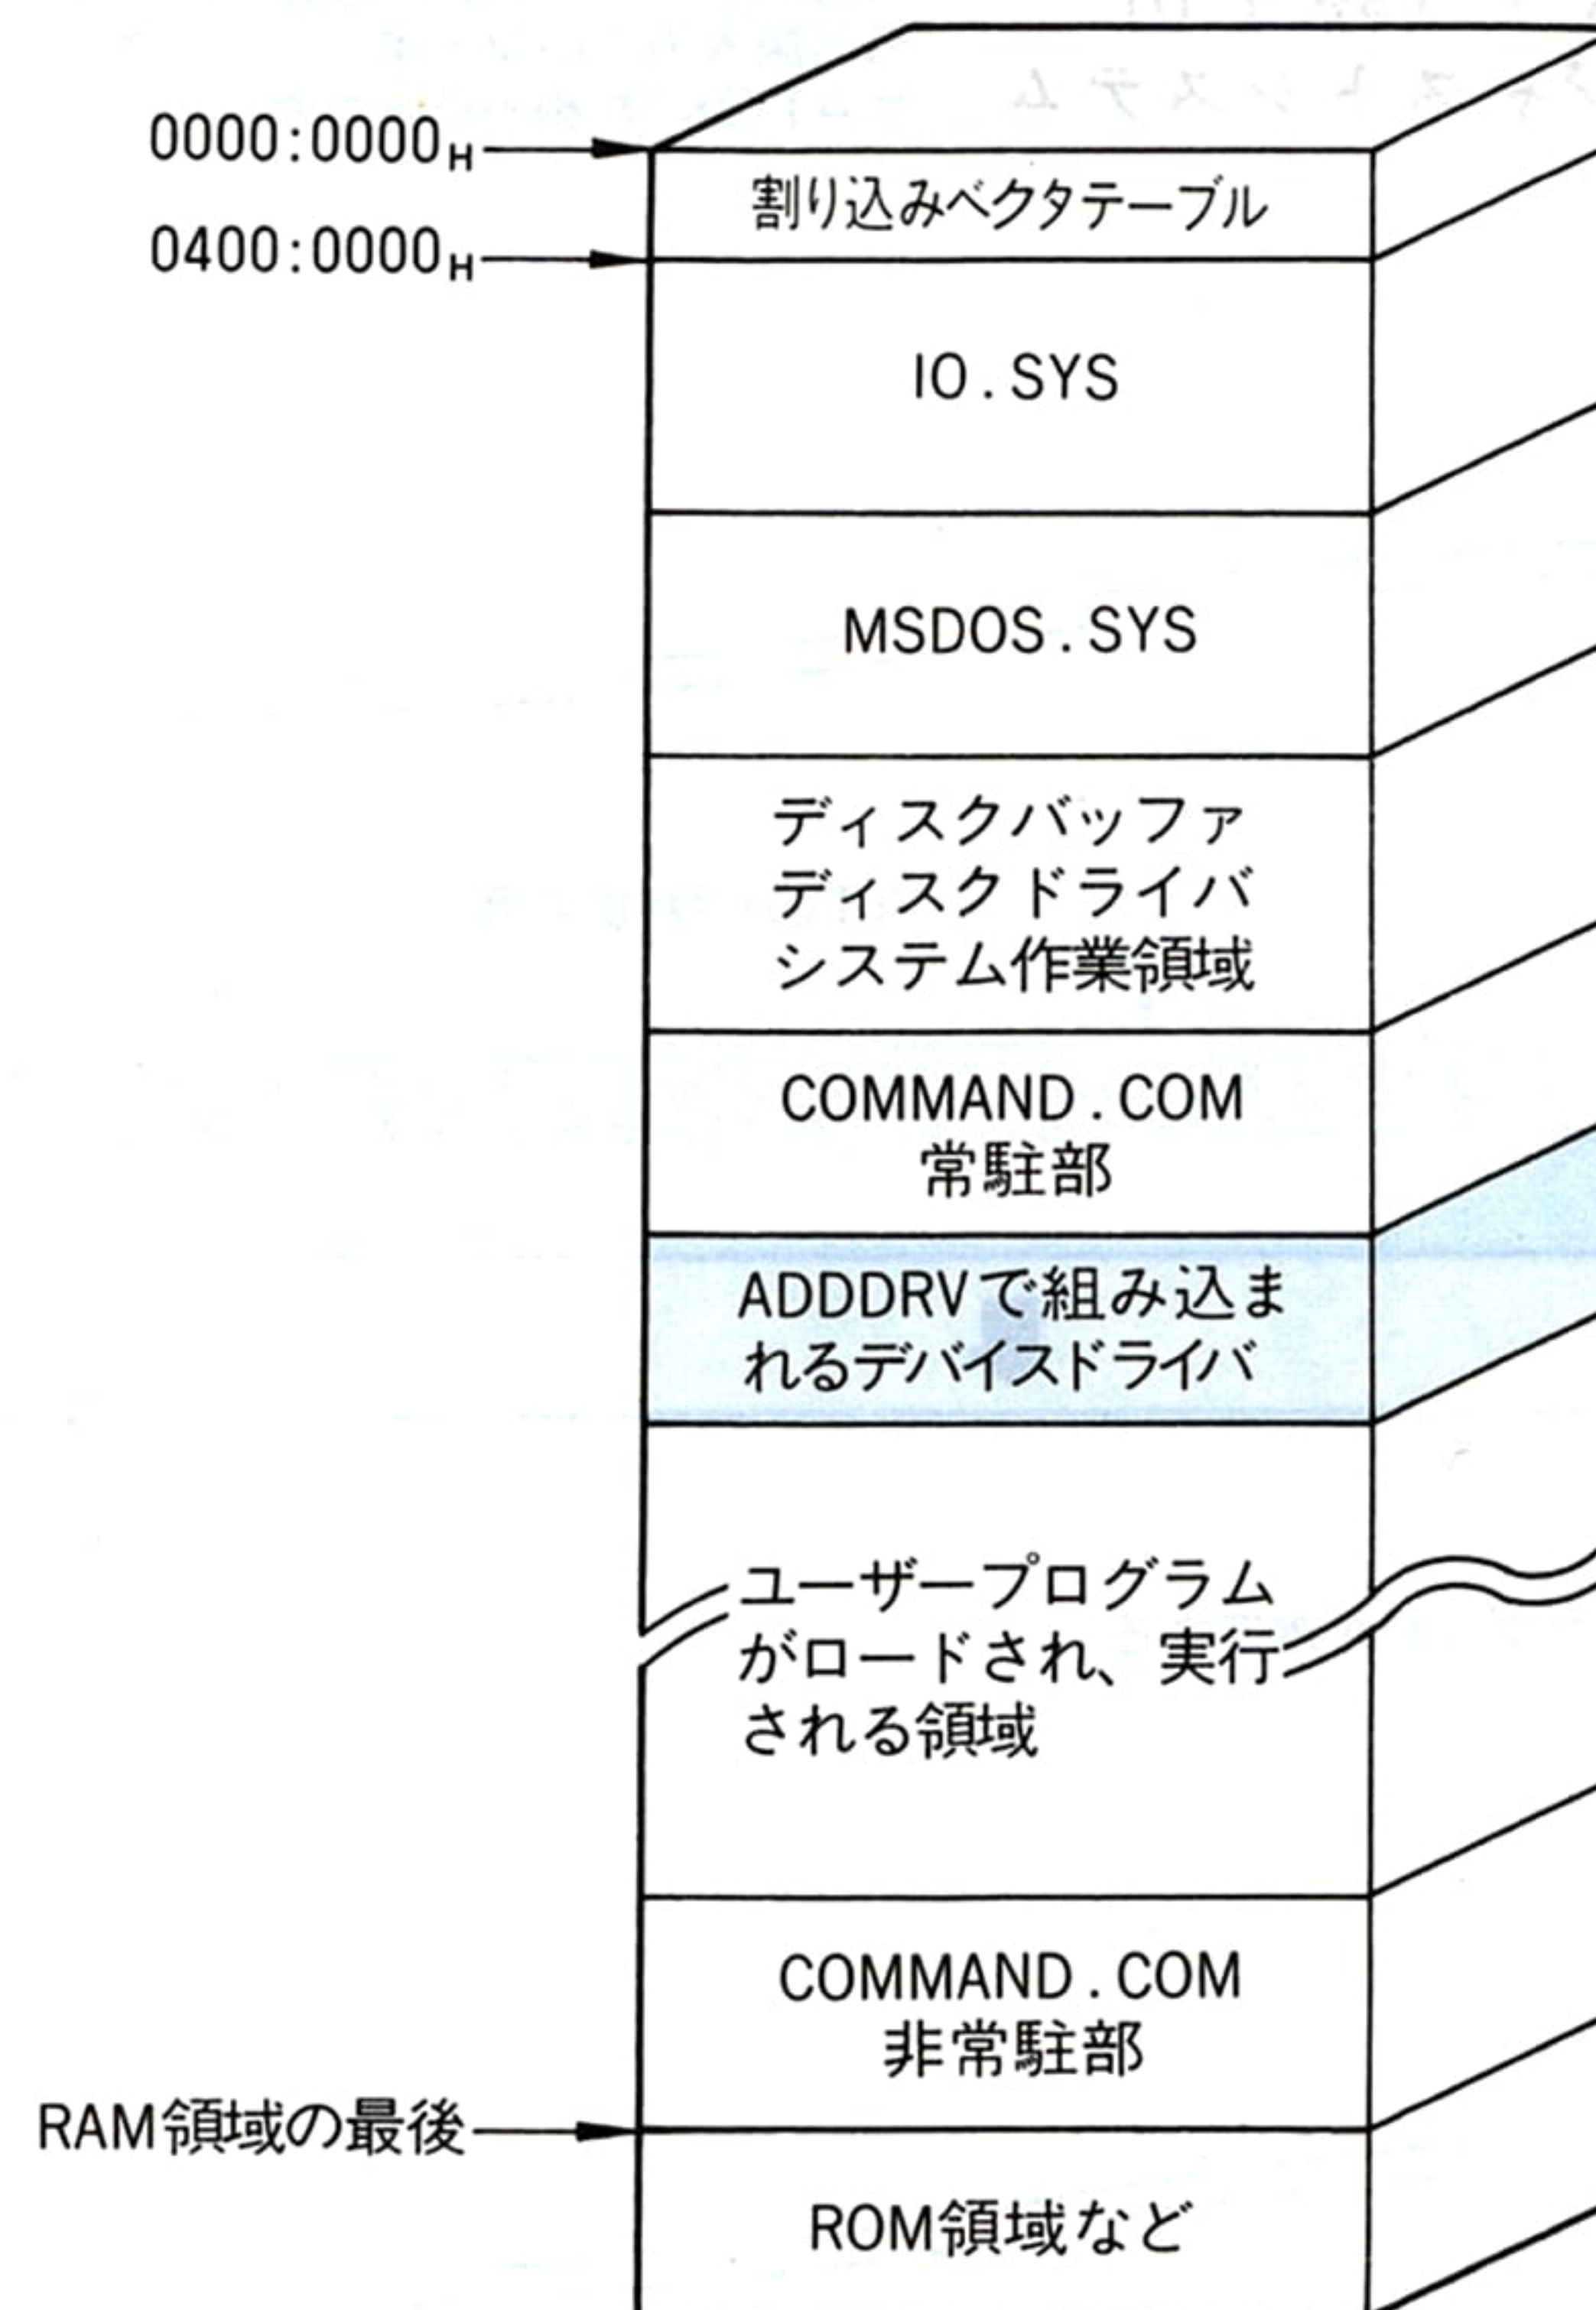 0000:0000H
割り込みベクタテーブル
0400:0000H
IO.SYS
MSDOS.SYS
ディスクバッファ
ディスクドライバ
システム作業領域
COMMAND.COM
常駐部
ADDDRVで組み込ま
れるデバイスドライバ
ユーザープログラム
がロードされ、実行
される領域
COMMAND.COM
非常駐部
RAM領域の最後
ROM領域など